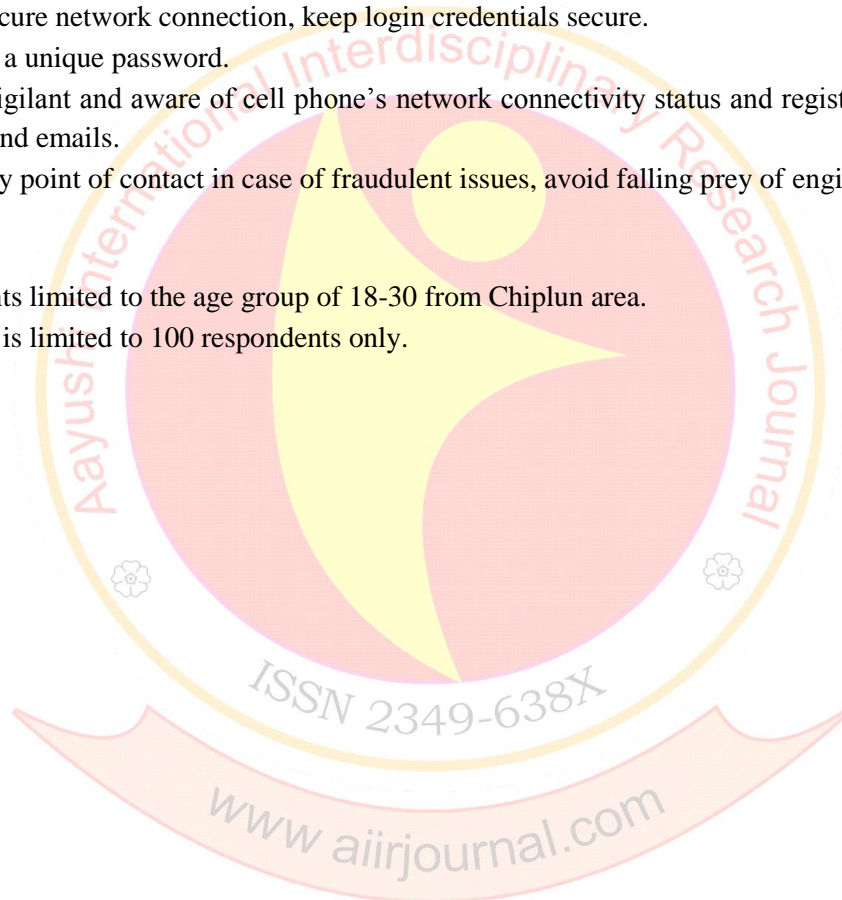 cure network connection, keep login credentials secure.
a unique password.
igilant and aware of cell phone’s network connectivity status and regist
nd emails.
y point of contact in case of fraudulent issues, avoid falling prey of engi
ts limited to the age group of 18-30 from Chiplun area.
is limited to 100 respondents only.
Aayushi International Interdisciplinary Research Journal
ISSN 2349-638X
www aiirjournal.com